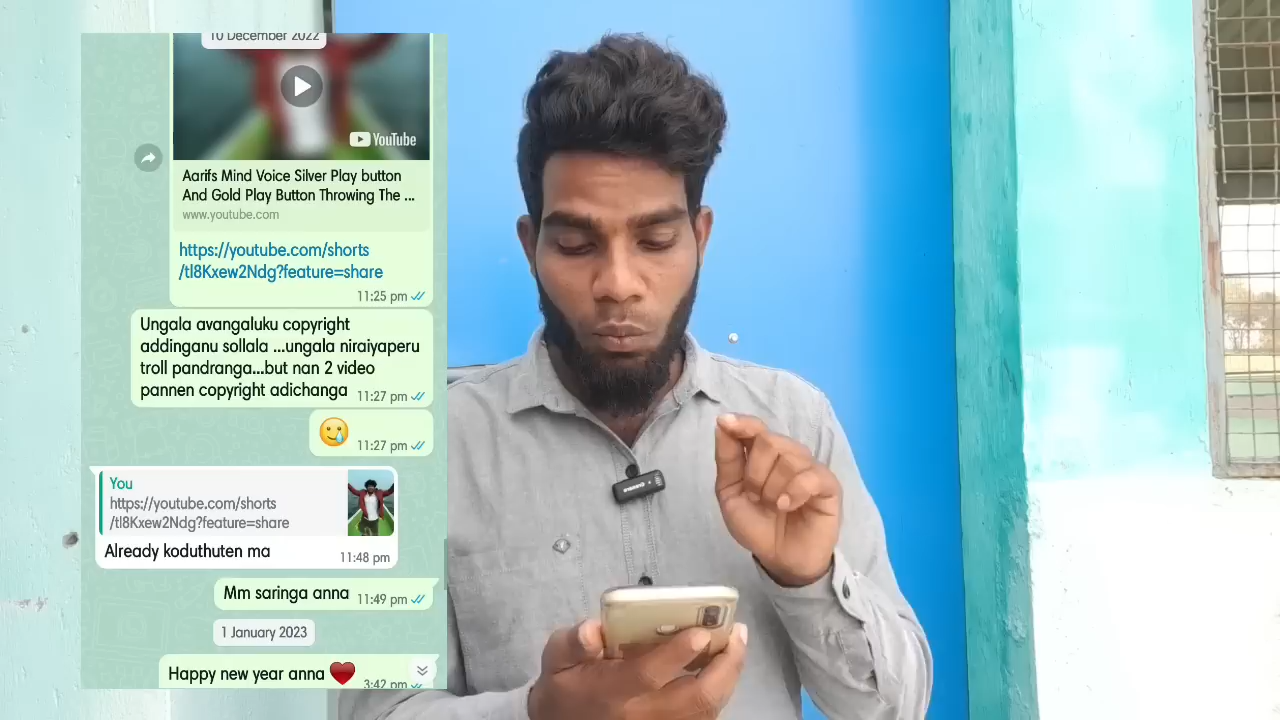 10 December 2022
YouTube
Aarifs Mind Voice Silver Play button
And Gold Play Button Throwing The ...
www.youtube.com
https://youtube.com/shorts
/tl8Kxew2Ndg?feature=share
11:25 pm
Ungala avangaluku copyright
addinganu sollala ...ungala niraiyaperu
troll pandranga...but nan 2 video
pannen copyright adichanga
11:27 pm
11:27 pm
You
https://youtube.com/shorts
/tl8Kxew2Ndg?feature=share
Already koduthuten ma
11:48 pm
Mm saringa anna
11:49 pm
1 January 2023
Happy new year anna ❤️
3:42 pm